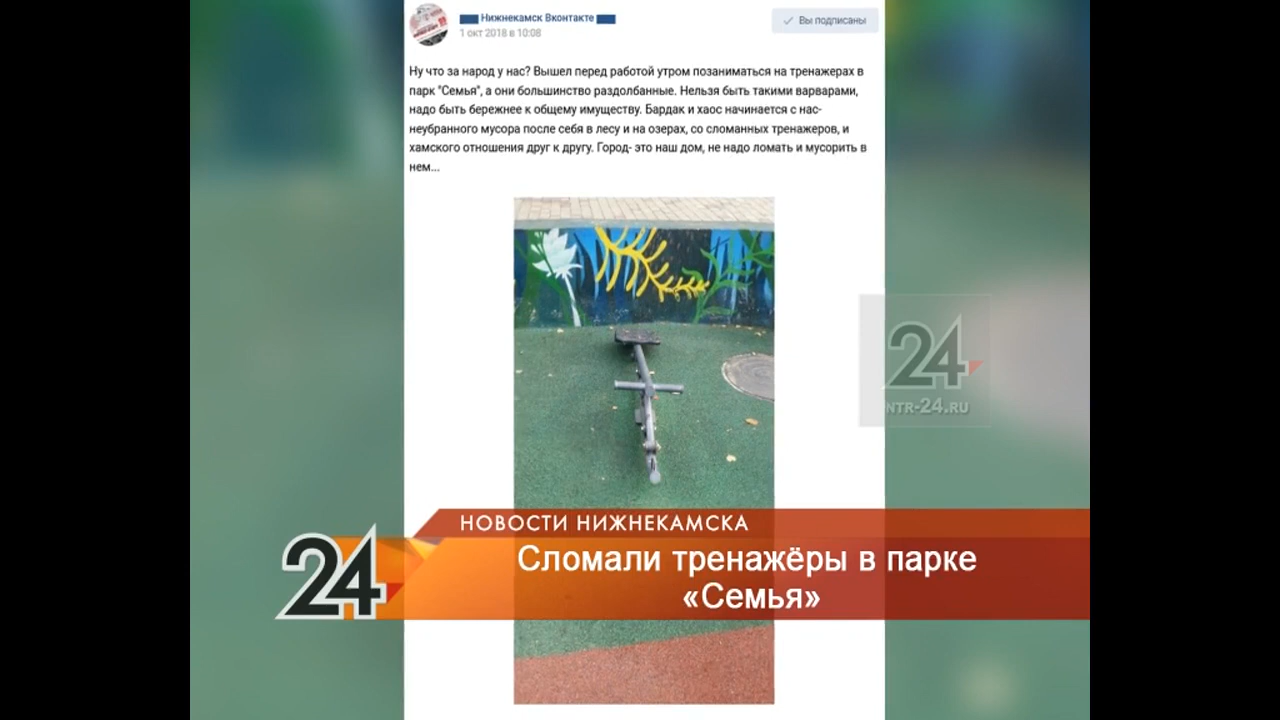 Нижнекамск Вконтакте
Вы подписаны
1 окт 2018 в 10:08
Ну что за народ у нас? Вышел перед работой утром позаниматься на тренажерах в
парк "Семья", а они большинство раздолбанные. Нельзя быть такими варварами,
надо быть бережнее к общему имуществу. Бардак и хаос начинается с нас-
неубранного мусора после себя в лесу и на озерах, со сломанных тренажеров, и
хамского отношения друг к другу. Город- это наш дом, не надо ломать и мусорить в
нем...
24
NTR-24.RU
НОВОСТИ НИЖНЕКАМСКА
24
Сломали тренажёры в парке
«Семья»